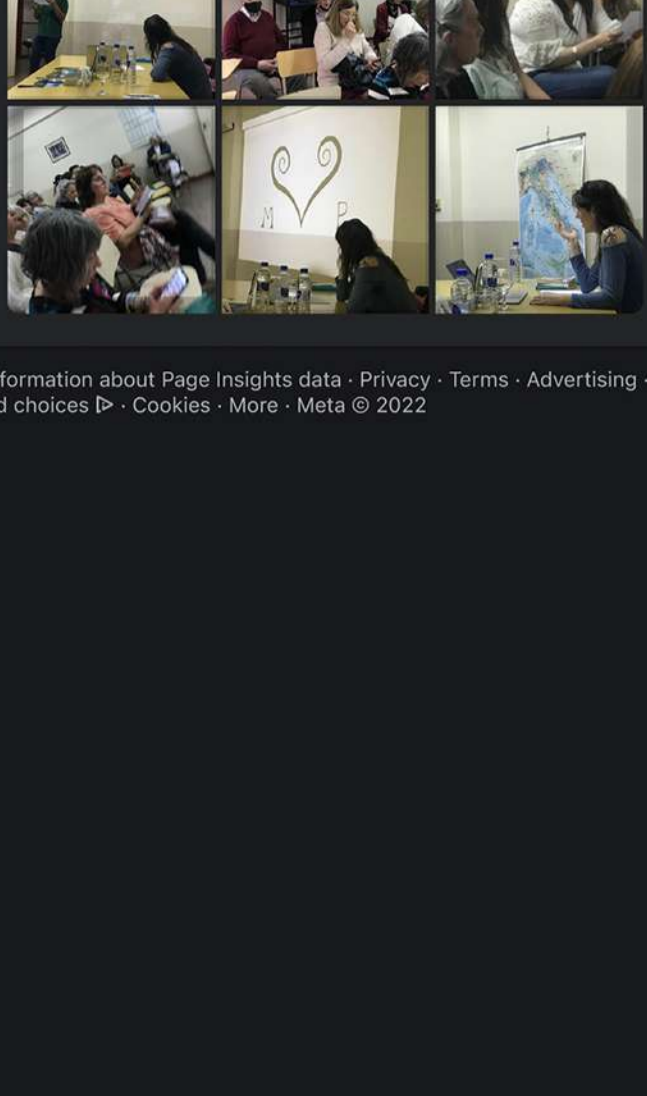 M P
formation about Page Insights data · Privacy · Terms · Advertising ·
d choices · Cookies · More · Meta © 2022